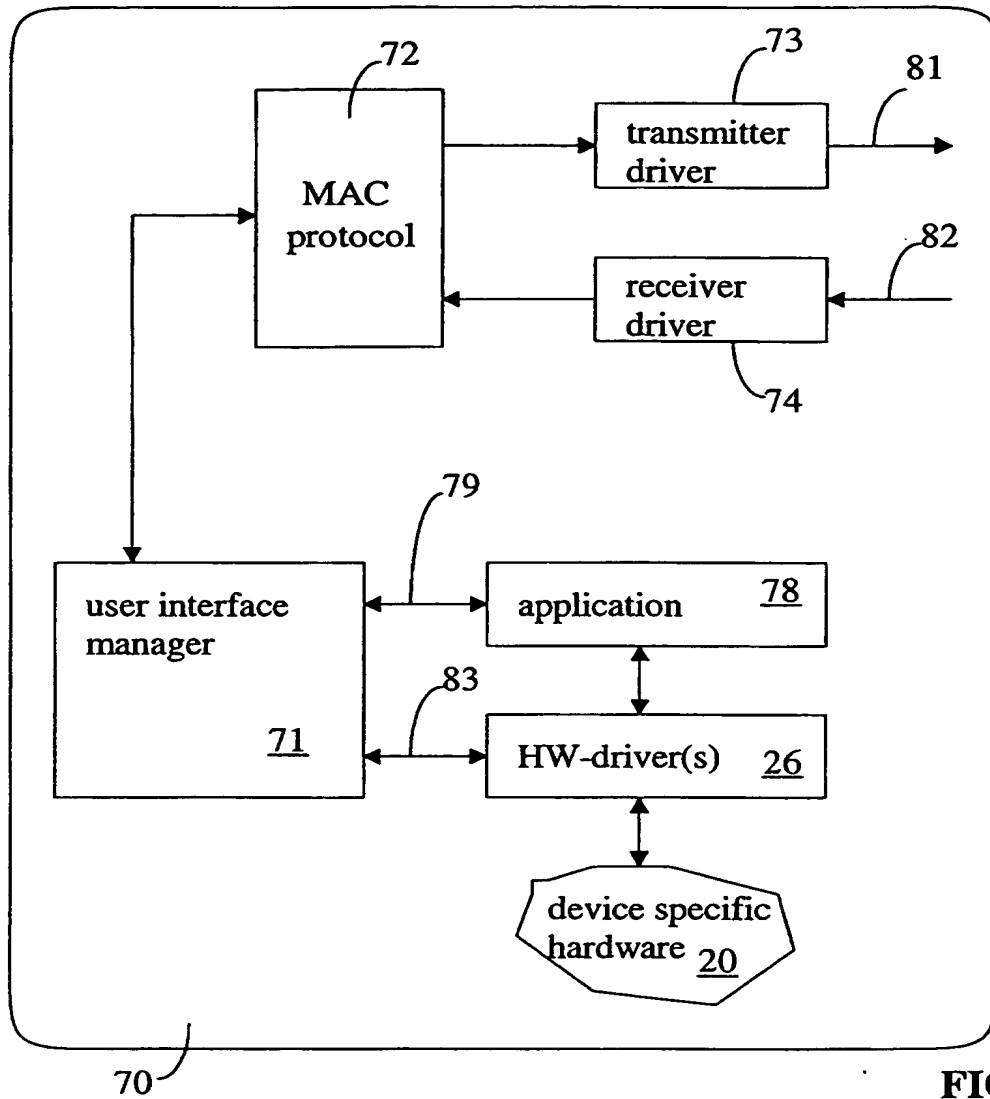 72
73
81
transmitter
driver
MAC
protocol
82
receiver
driver
74
79
user interface
manager
71
application 78
83
HW-driver(s) 26
device specific
hardware 20
70
FIG